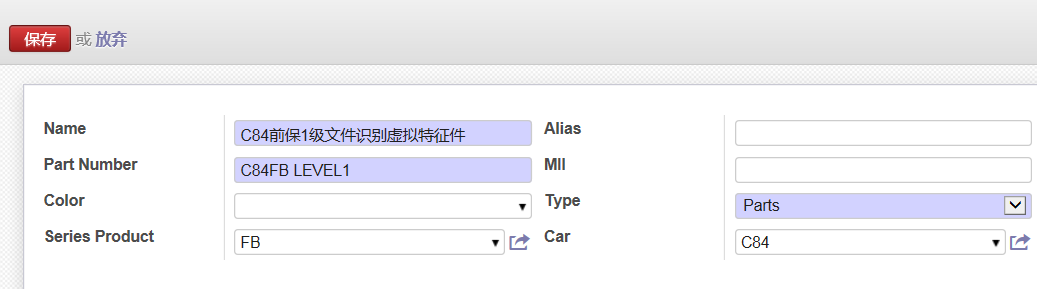 保存 或 放弃
Name C84前保1级文件识别虚拟特征件 Alias
Part Number C84FB LEVEL1 MII
Color Type Parts
Series Product FB Car C84